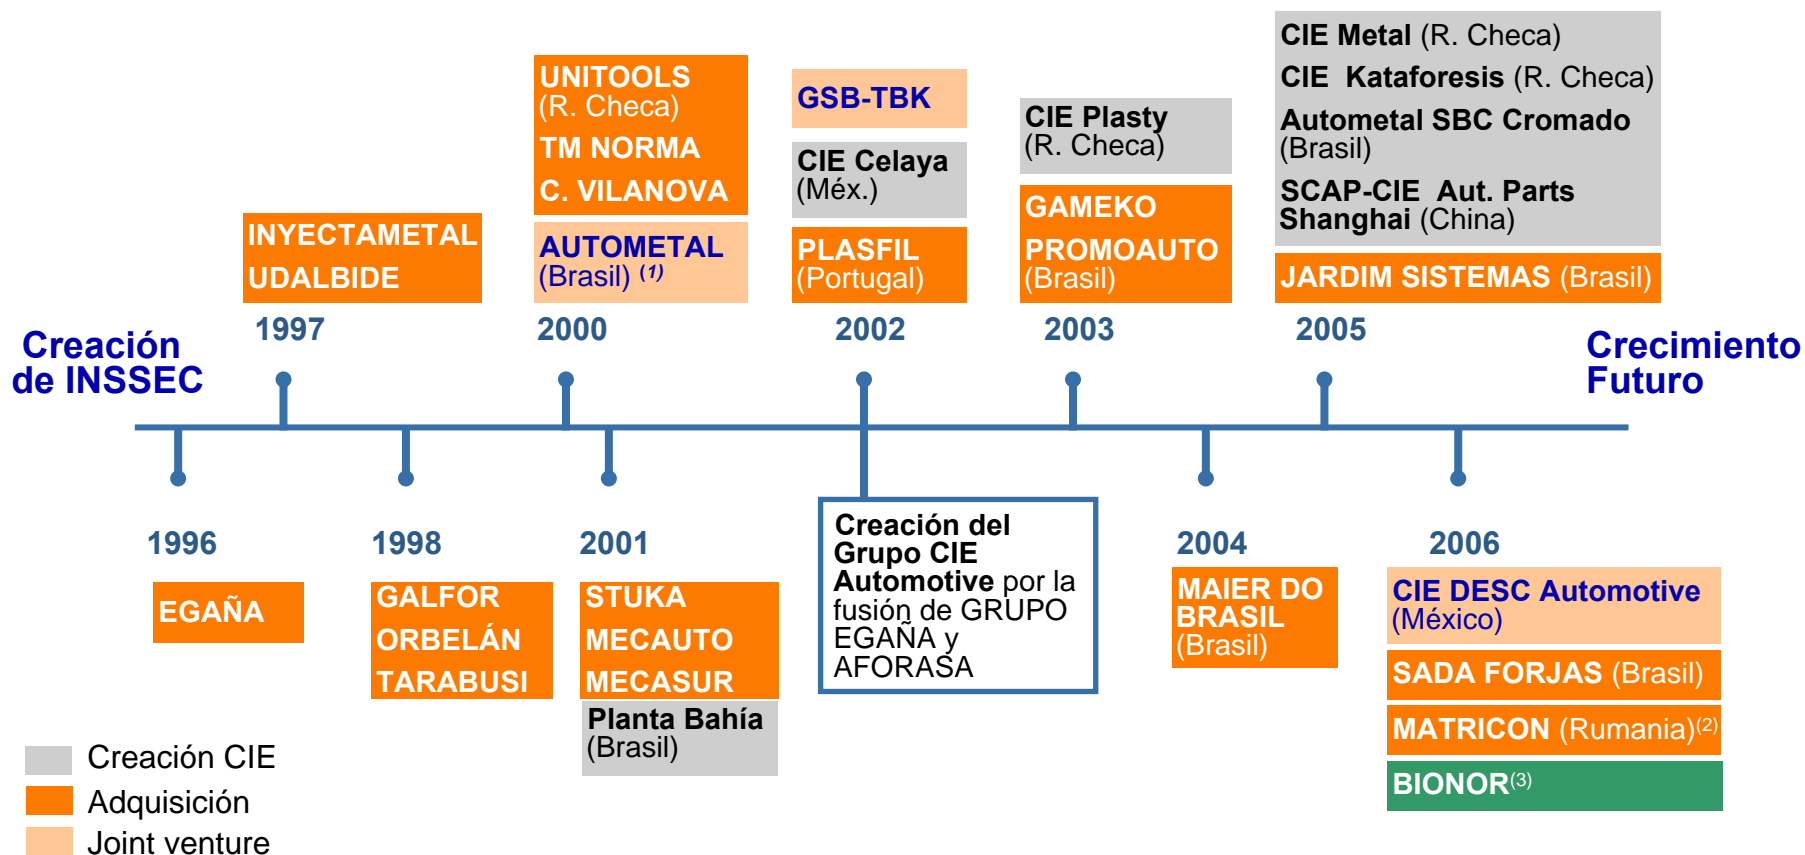 CIE Metal (R. Checa)
CIE Kataforesis (R. Checa)
Autometal SBC Cromado
(Brasil)
SCAP-CIE Aut. Parts
Shanghai (China)
JARDIM SISTEMAS (Brasil)
UNITOOLS
(R. Checa)
TM NORMA
C. VILANOVA
AUTOMETAL
(Brasil) (1)
GSB-TBK
CIE Celaya
(Méx.)
PLASFIL
(Portugal)
CIE Plasty
(R. Checa)
GAMEKO
PROMOAUTO
(Brasil)
INYECTAMETAL
UDALBIDE
1997
2000
2002
2003
2005
Creación
de INSSEC
Crecimiento
Futuro
1996
1998
2001
2004
2006
EGAÑA
GALFOR
ORBELÁN
TARABUSI
STUKA
MECAUTO
MECASUR
Planta Bahía
(Brasil)
Creación del
Grupo CIE
Automotive por la
fusión de GRUPO
EGAÑA y
AFORASA
MAIER DO
BRASIL
(Brasil)
CIE DESC Automotive
(México)
SADA FORJAS (Brasil)
MATRICON (Rumania)(2)
BIONOR(3)
Creación CIE
Adquisición
Joint venture